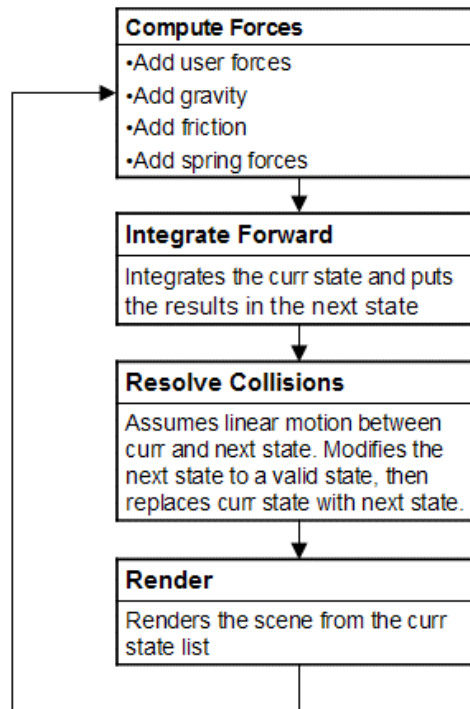 Compute Forces
•Add user forces
•Add gravity
•Add friction
•Add spring forces
Integrate Forward
Integrates the curr state and puts
the results in the next state
Resolve Collisions
Assumes linear motion between
curr and next state. Modifies the
next state to a valid state, then
replaces curr state with next state.
Render
Renders the scene from the curr
state list